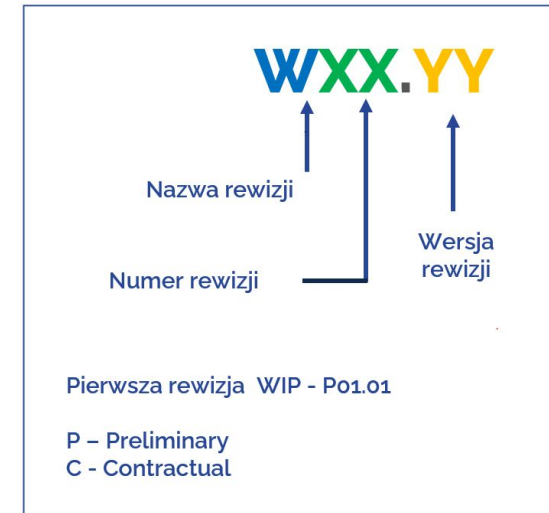 WXX.YY
Nazwa rewizji
Wersja
rewizji
Numer rewizji
Pierwsza rewizja WIP - P01.01
P – Preliminary
C - Contractual